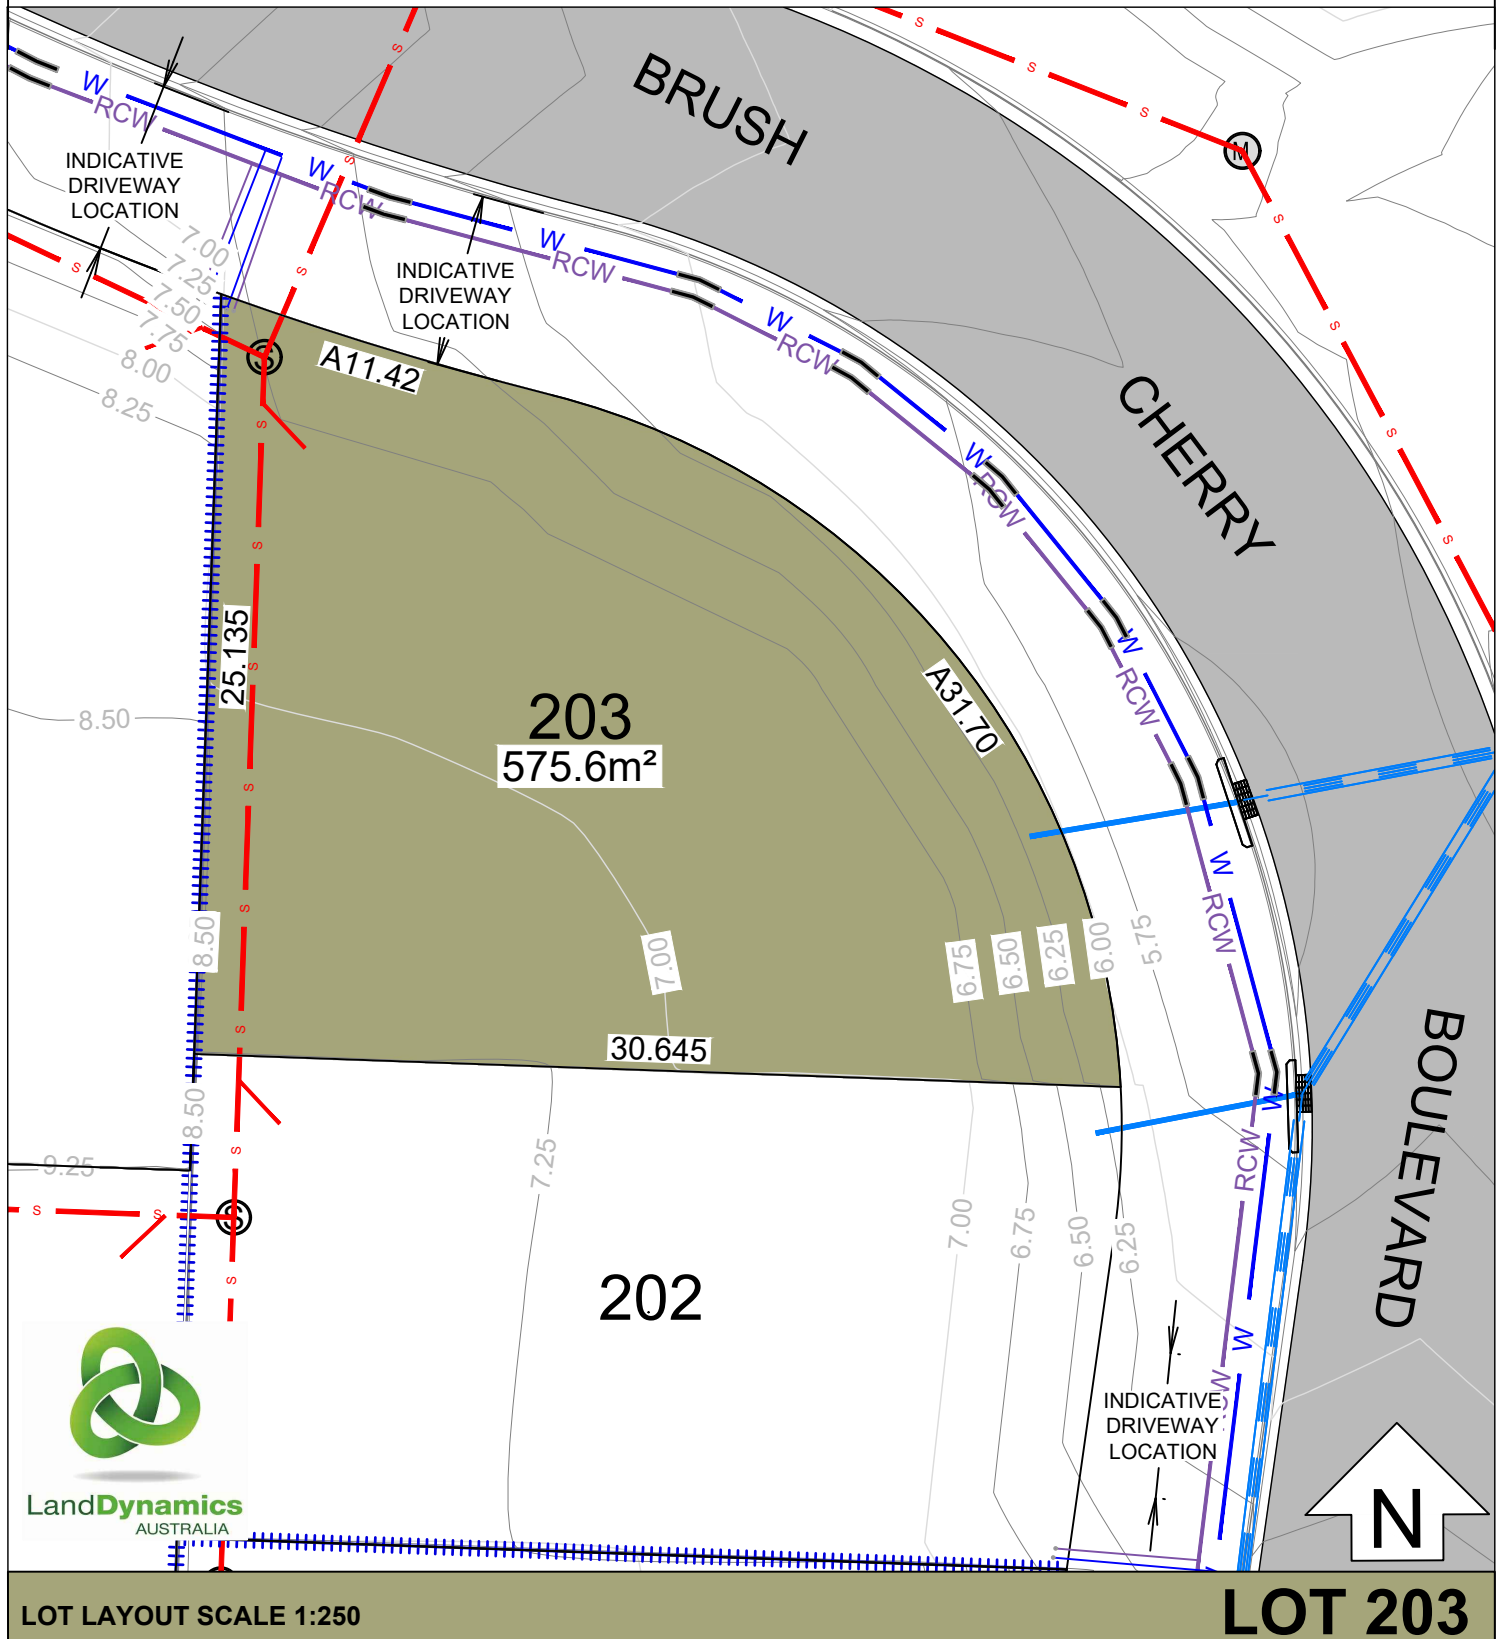 BRUSH
CHERRY
BOULEVARD
S
S
S
S
M
S
S
S
S
W
RCW
W
RCW
W
RCW
W
RCW
W
RCW
W
RCW
W
RCW
W
RCW
W
RCW
INDICATIVE
DRIVEWAY
LOCATION
INDICATIVE
DRIVEWAY
LOCATION
7.00
7.25
7.50
7.75
8.00
8.25
S
S
S
S
A11.42
S
S
S
S
S
S
25.135
203
575.6m²
A31.70
8.50
8.50
7.00
6.75
6.50
6.25
6.00
5.75
30.645
8.50
9.25
S
S
S
S
S
7.25
7.00
6.75
6.50
6.25
202
INDICATIVE
DRIVEWAY
LOCATION
LandDynamics
AUSTRALIA
N
LOT LAYOUT SCALE 1:250
LOT 203